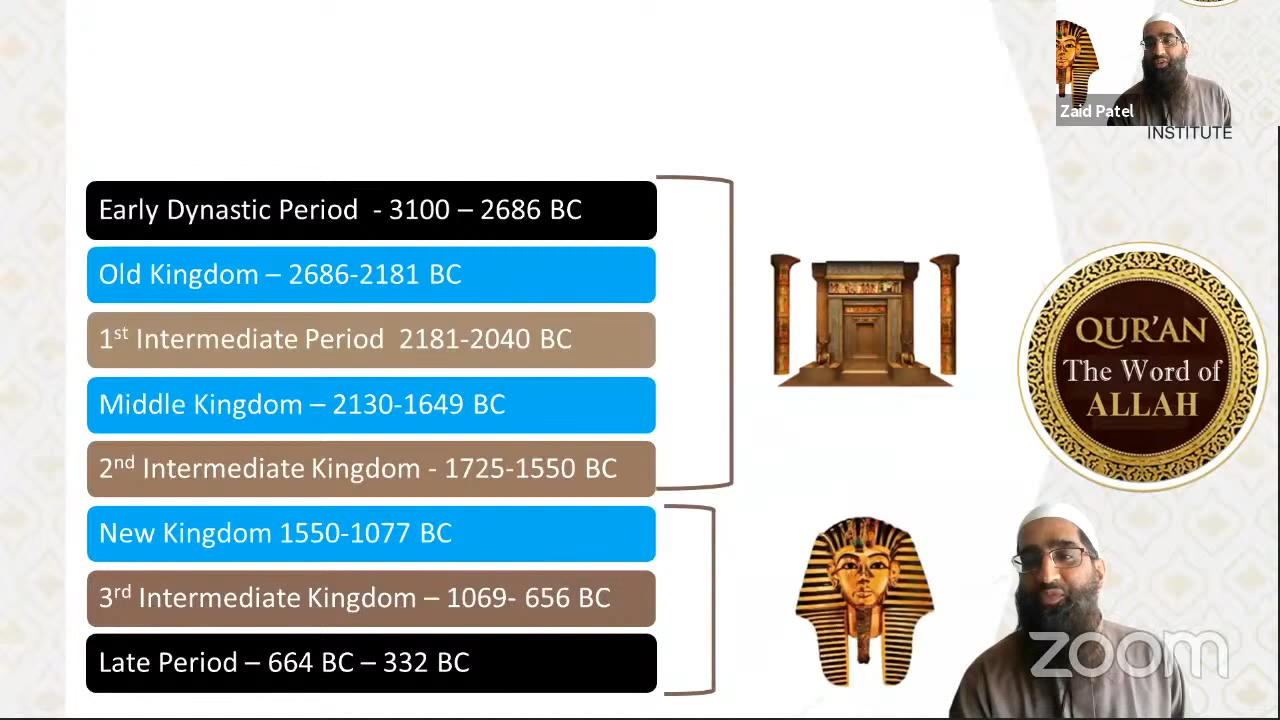 Zaid Patel
INSTITUTE
Early Dynastic Period - 3100 – 2686 BC
Old Kingdom – 2686-2181 BC
1st Intermediate Period 2181-2040 BC
Middle Kingdom – 2130-1649 BC
2nd Intermediate Kingdom - 1725-1550 BC
New Kingdom 1550-1077 BC
3rd Intermediate Kingdom – 1069- 656 BC
Late Period – 664 BC – 332 BC
QUR'AN
The Word of
ALLAH
zoom